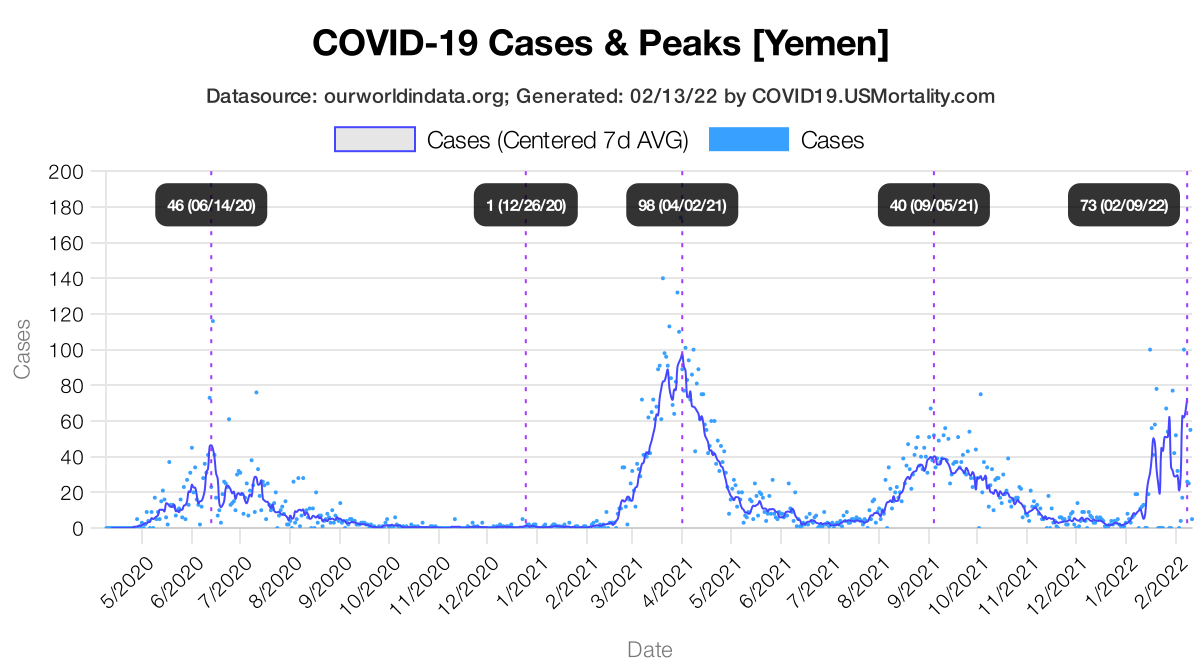 COVID-19 Cases & Peaks [Yemen]
Datasource: ourworldindata.org; Generated: 02/13/22 by COVID19.USMortality.com
Cases (Centered 7d AVG) Cases
200
46 (06/14/20) 1 (12/26/20) 98 (04/02/21) 40 (09/05/21) 73 (02/09/22)
180
160
140
120
100
80
60
40
20
0
Cases
5/2020 6/2020 7/2020 8/2020 9/2020 10/2020 11/2020 12/2020 1/2021 2/2021 3/2021 4/2021 5/2021 6/2021 7/2021 8/2021 9/2021 10/2021 11/2021 12/2021 1/2022 2/2022
Date